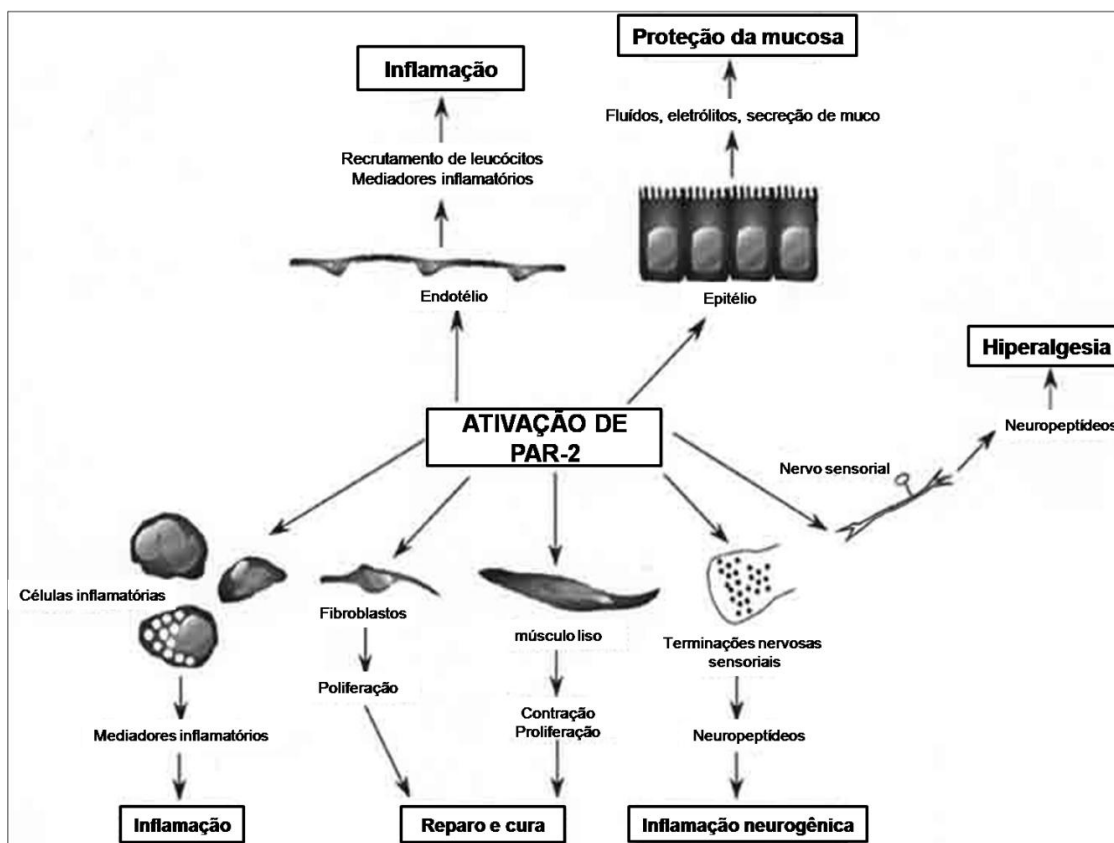 Proteção da mucosa
Inflamação
Fluídos, eletrólitos, secreção de muco
Recrutamento de leucócitos
Mediadores inflamatórios
Endotélio
Epitélio
Hiperalgesia
ATIVAÇÃO DE
PAR-2
Neuropeptídeos
Nervo sensorial
Células inflamatórias
Fibroblastos
músculo liso
Terminações nervosas
sensoriais
Poliferação
Contração
Proliferação
Mediadores inflamatórios
Neuropeptídeos
Inflamação
Reparo e cura
Inflamação neurogênica